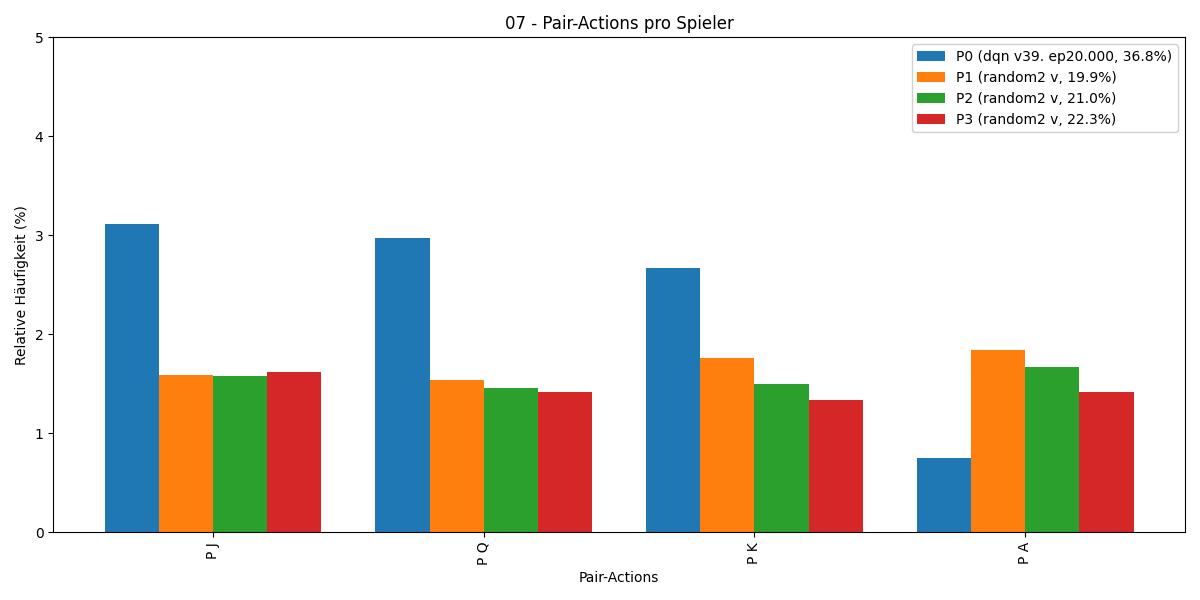 07 - Pair-Actions pro Spieler
5
4
3
2
1
0
Relative Häufigkeit (%)
P0 (dqn v39. ep20.000, 36.8%)
P1 (random2 v, 19.9%)
P2 (random2 v, 21.0%)
P3 (random2 v, 22.3%)
P J
P Q
P K
P A
Pair-Actions